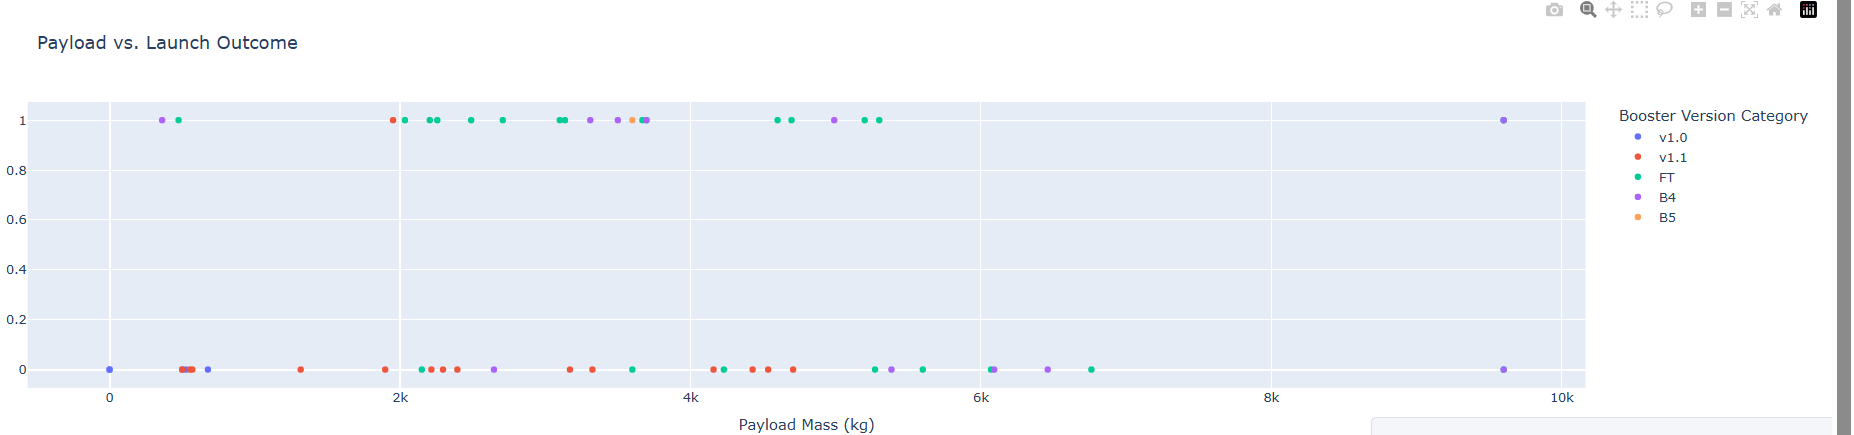 Payload vs. Launch Outcome
1
0.8
0.6
0.4
0.2
0
0 2k 4k 6k 8k 10k
Payload Mass (kg)
Booster Version Category
v1.0
v1.1
FT
B4
B5